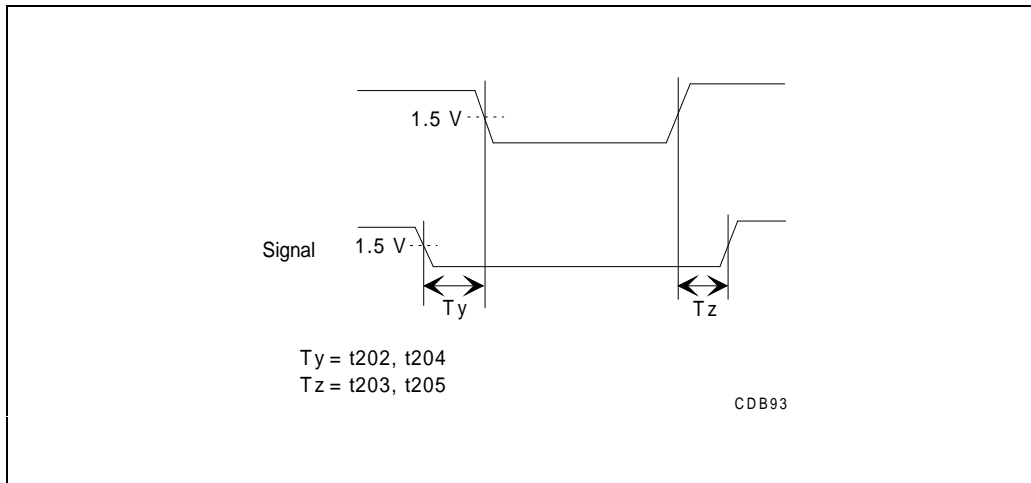 1.5 V
Signal 1.5 V
Ty Tz
Ty = t202, t204
Tz = t203, t205
CDB93